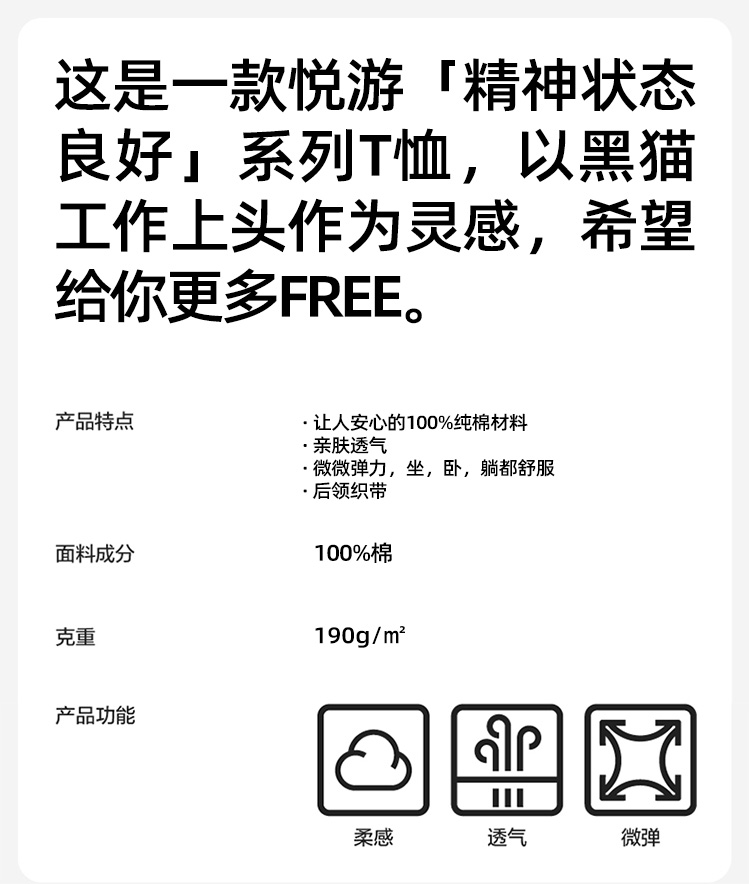 这是一款悦游「精神状态
良好」系列T恤，以黑猫
工作上头作为灵感，希望
给你更多FREE。
产品特点
· 让人安心的100%纯棉材料
· 亲肤透气
· 微微弹力，坐，卧，躺都舒服
· 后领织带
面料成分 100%棉
克重 190g/㎡
产品功能
柔感 透气 微弹